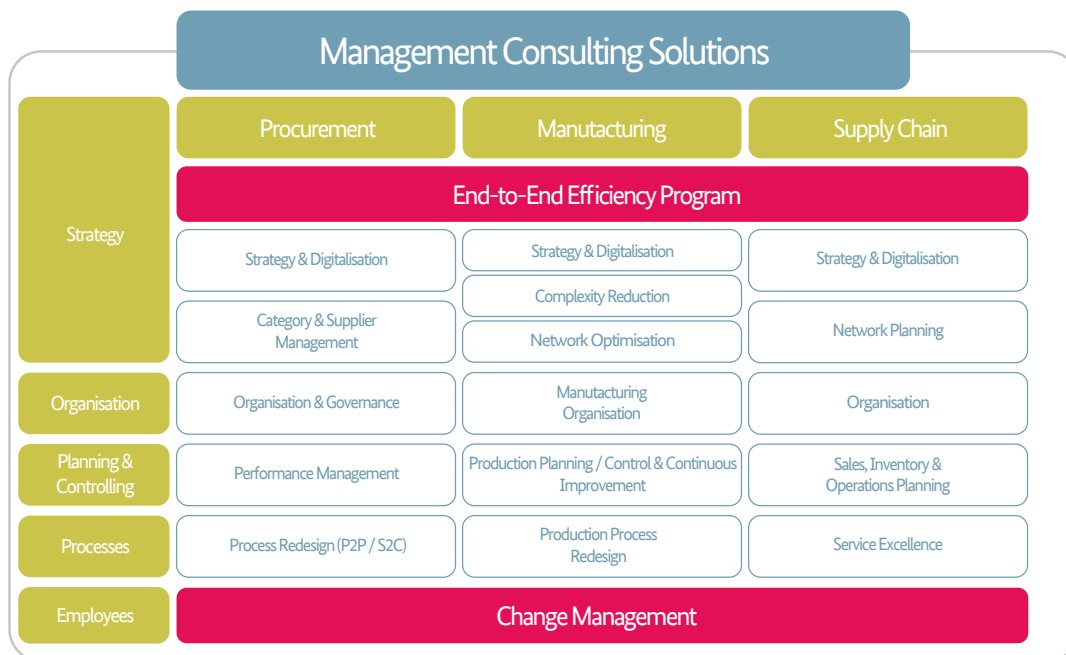 Management Consulting Solutions
Procurement
Manutacturing
Supply Chain
Strategy
End-to-End Efficiency Program
Strategy & Digitalisation
Strategy & Digitalisation
Strategy & Digitalisation
Complexity Reduction
Category & Supplier
Management
Network Optimisation
Network Planning
Organisation
Organisation & Governance
Manutacturing
Organisation
Organisation
Planning &
Controlling
Performance Management
Production Planning / Control & Continuous
Improvement
Sales, Inventory &
Operations Planning
Processes
Process Redesign (P2P / S2C)
Production Process
Redesign
Service Excellence
Employees
Change Management